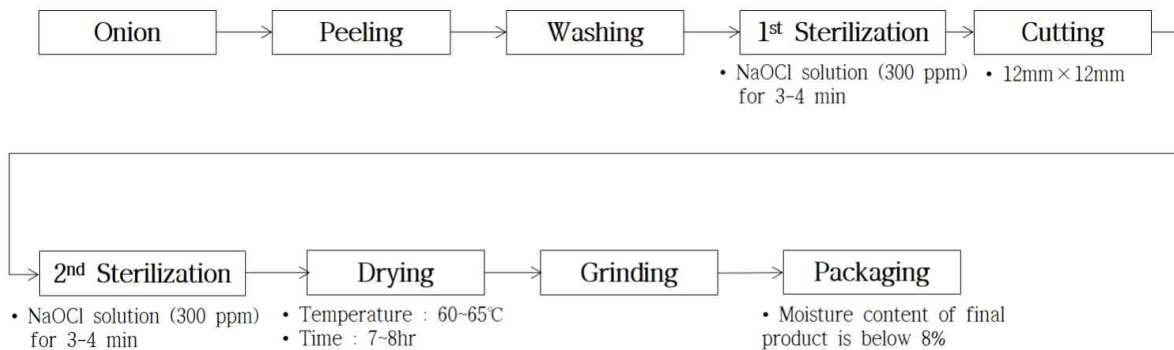 Onion
Peeling
Washing
1st Sterilization
• NaOCl solution (300 ppm)
for 3-4 min
Cutting
• 12mm×12mm
2nd Sterilization
• NaOCl solution (300 ppm)
for 3-4 min
Drying
• Temperature : 60~65℃
• Time : 7~8hr
Grinding
Packaging
• Moisture content of final
product is below 8%